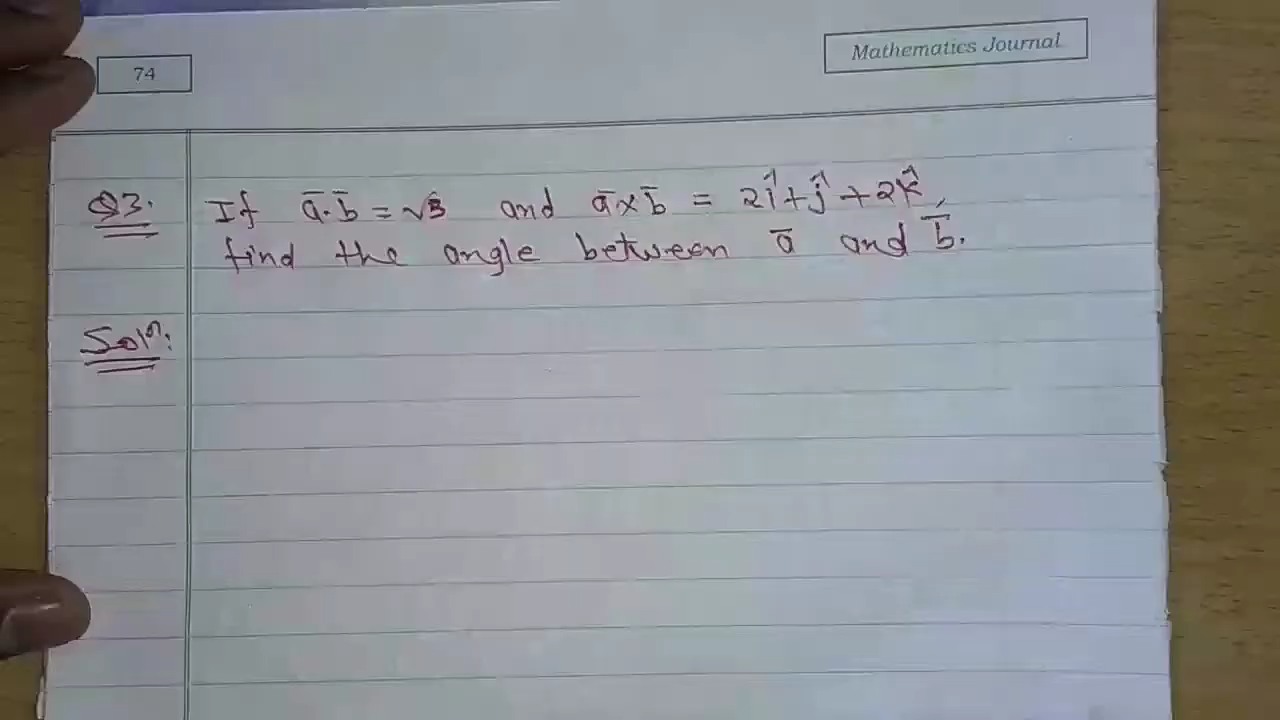 74
Mathematics Journal
Q3. If a̅·b̅ = √3 and a̅×b̅ = 2î+ĵ+2k̂,
find the angle between a̅ and b̅.
Solⁿ: